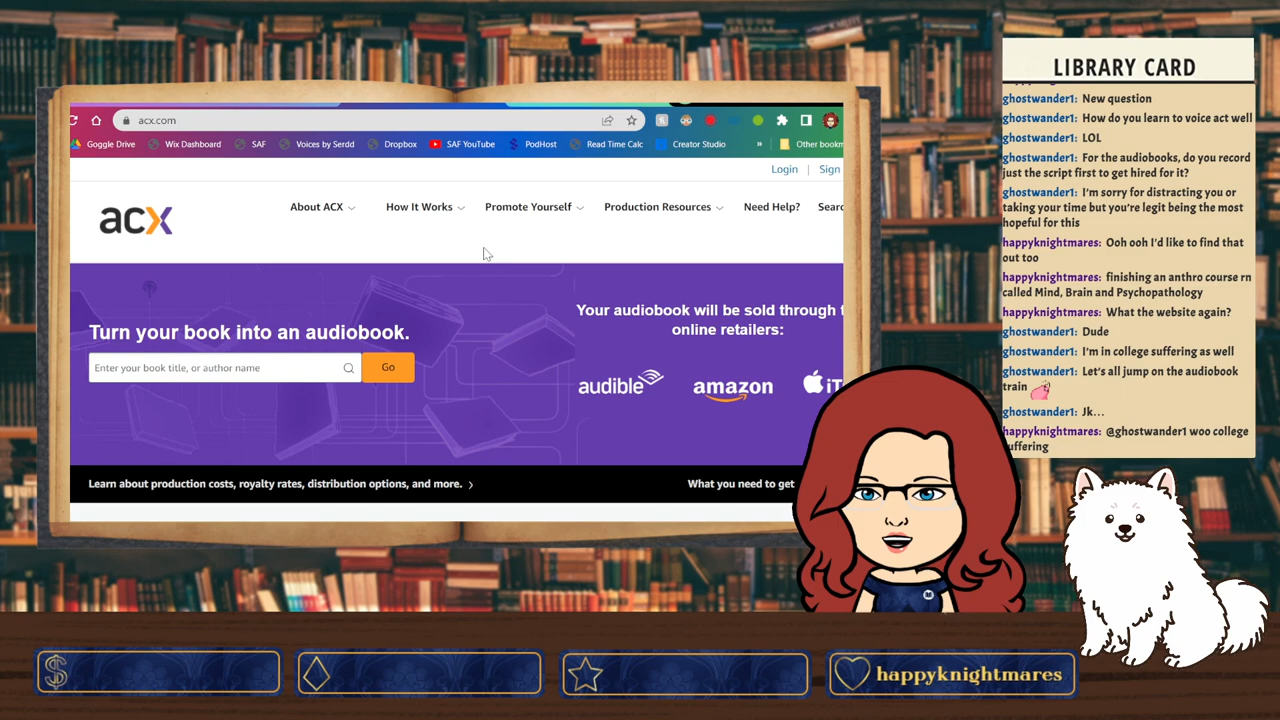 acx.com
Goggle Drive
Wix Dashboard
SAF
Voices by Serdd
Dropbox
SAF YouTube
PodHost
Read Time Calc
Creator Studio
»
Other bookm
Login | Sign
acx
About ACX
How It Works
Promote Yourself
Production Resources
Need Help?
Searc
Turn your book into an audiobook.
Enter your book title, or author name
Go
Your audiobook will be sold through t
online retailers:
audible
amazon
iT
Learn about production costs, royalty rates, distribution options, and more. ›
What you need to get
LIBRARY CARD
ghostwander1: New question
ghostwander1: How do you learn to voice act well
ghostwander1: LOL
ghostwander1: For the audiobooks, do you record
just the script first to get hired for it?
ghostwander1: I'm sorry for distracting you or
taking your time but you're legit being the most
hopeful for this
happyknightmares: Ooh ooh I'd like to find that
out too
happyknightmares: finishing an anthro course rn
called Mind, Brain and Psychopathology
happyknightmares: What the website again?
ghostwander1: Dude
ghostwander1: I'm in college suffering as well
ghostwander1: Let's all jump on the audiobook
train
ghostwander1: Jk...
happyknightmares: @ghostwander1 woo college
uffering
$
happyknightmares